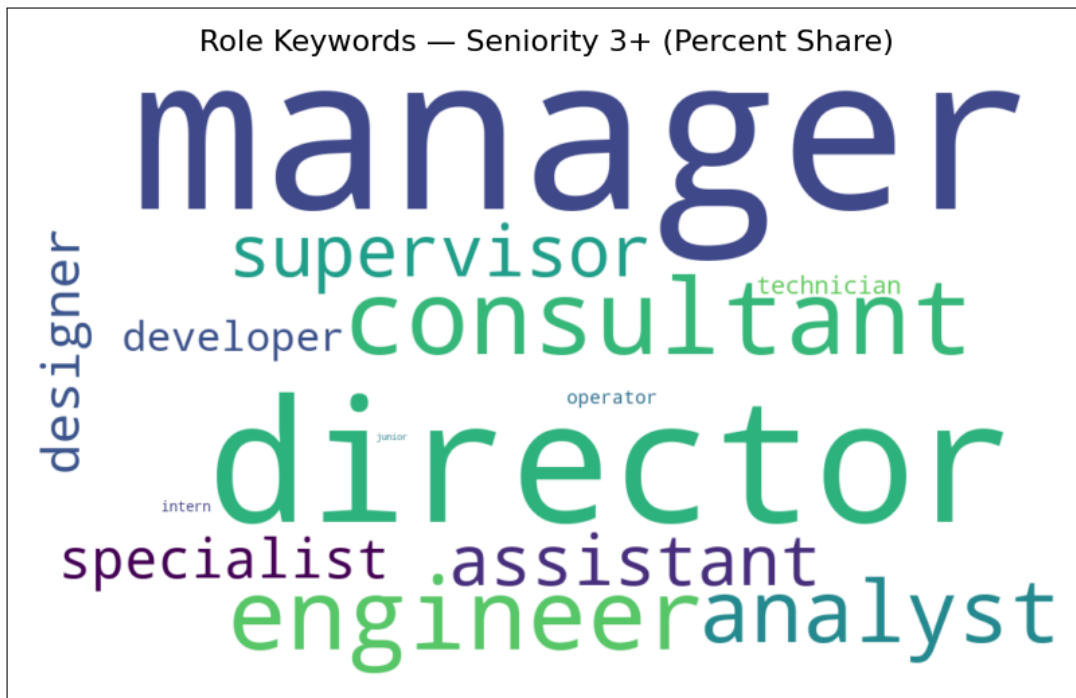 Role Keywords — Seniority 3+ (Percent Share)
manager
supervisor
designer
technician
consultant
developer
operator
director
junior
intern
specialist
assistant
engineer
analyst